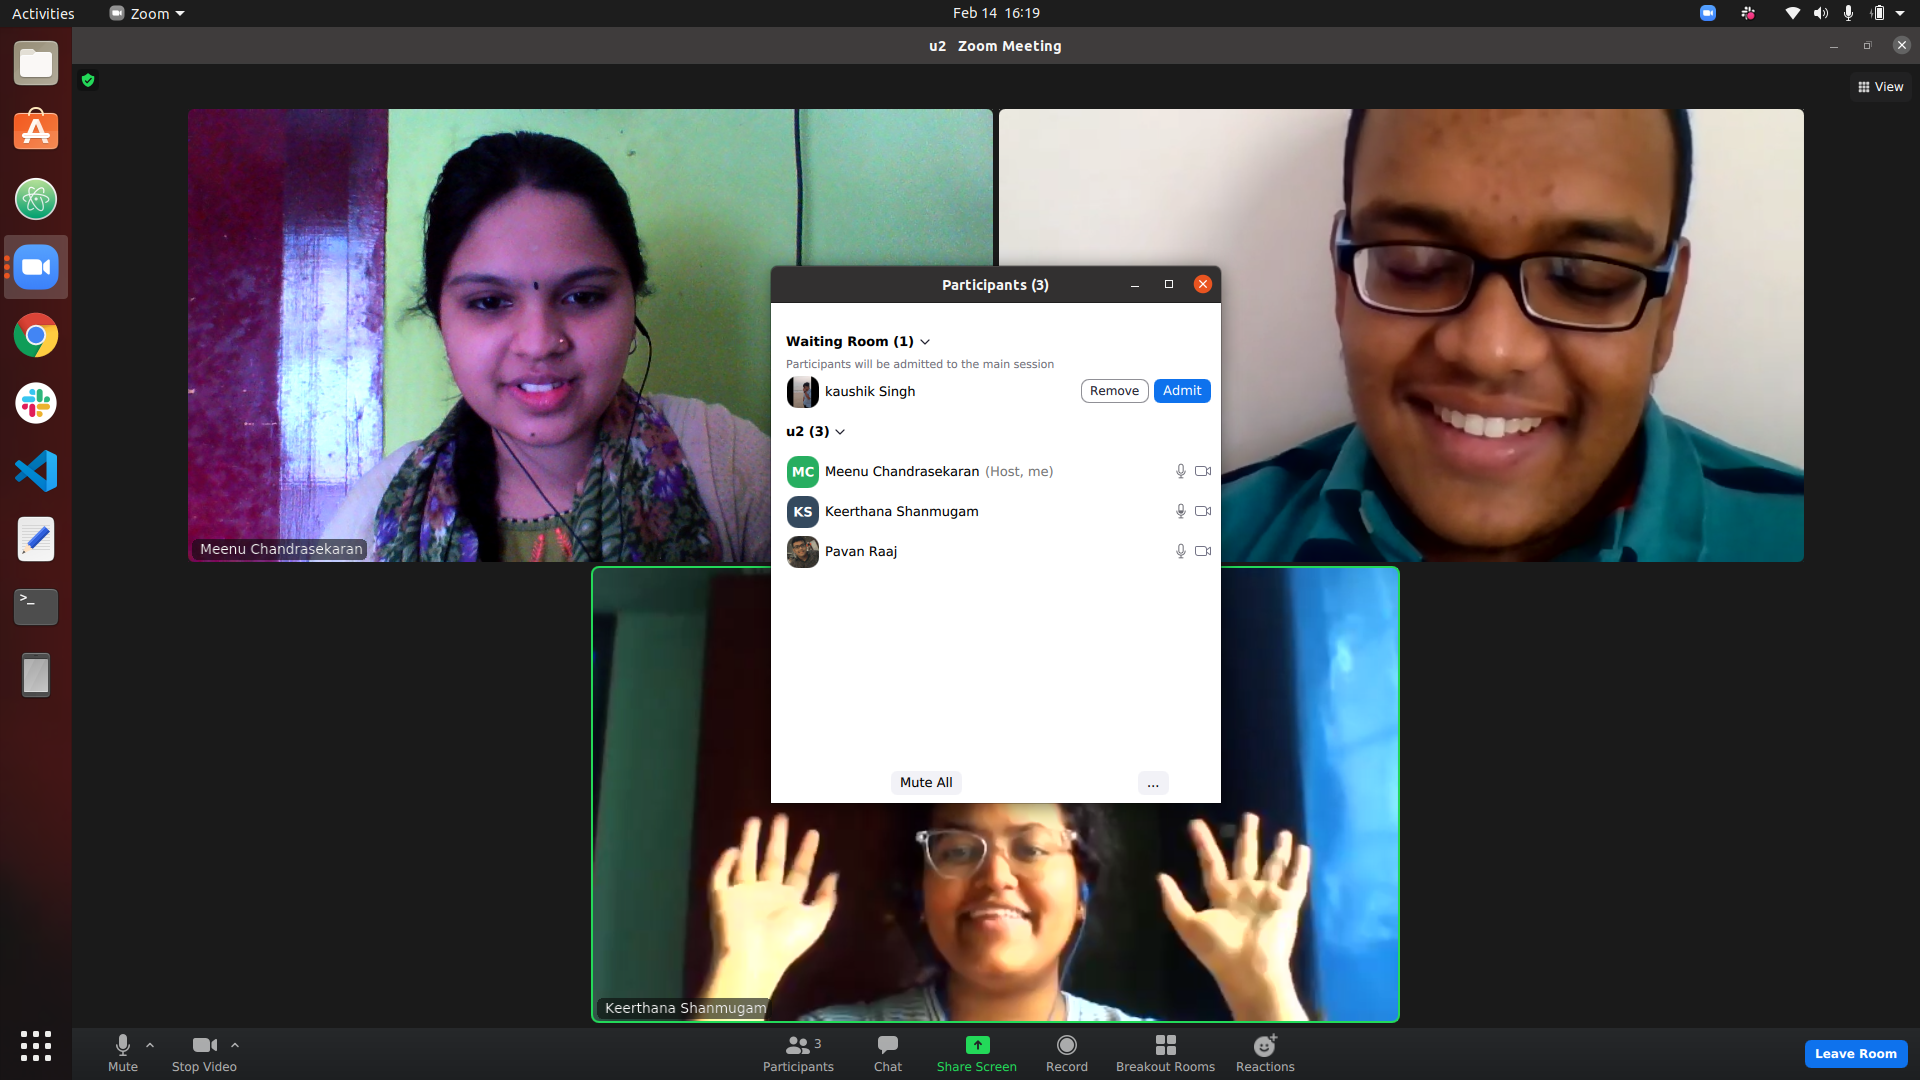 Activities
Zoom
Feb 14 16:19
u2 Zoom Meeting
View
Participants (3)
Waiting Room (1)
Participants will be admitted to the main session
kaushik Singh
Remove
Admit
u2 (3)
MC
Meenu Chandrasekaran (Host, me)
KS
Keerthana Shanmugam
Pavan Raaj
Mute All
...
Meenu Chandrasekaran
Keerthana Shanmugam
Mute
Stop Video
3
Participants
Chat
Share Screen
Record
Breakout Rooms
Reactions
Leave Room